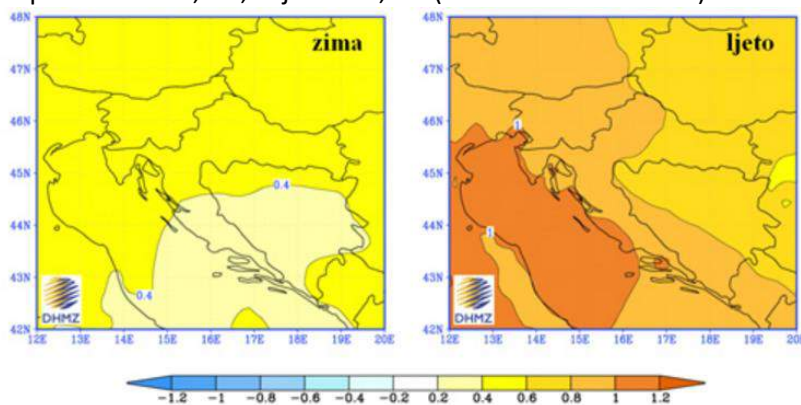 zima
ljeto
48N
47N
46N
45N
44N
43N
42N
12E 13E 14E 15E 16E 17E 18E 19E 20E
0.4
0.4
DHMZ
48N
47N
46N
45N
44N
43N
42N
12E 13E 14E 15E 16E 17E 18E 19E 20E
1
1
DHMZ
-1.2 -1 -0.8 -0.6 -0.4 -0.2 0.2 0.4 0.6 0.8 1 1.2